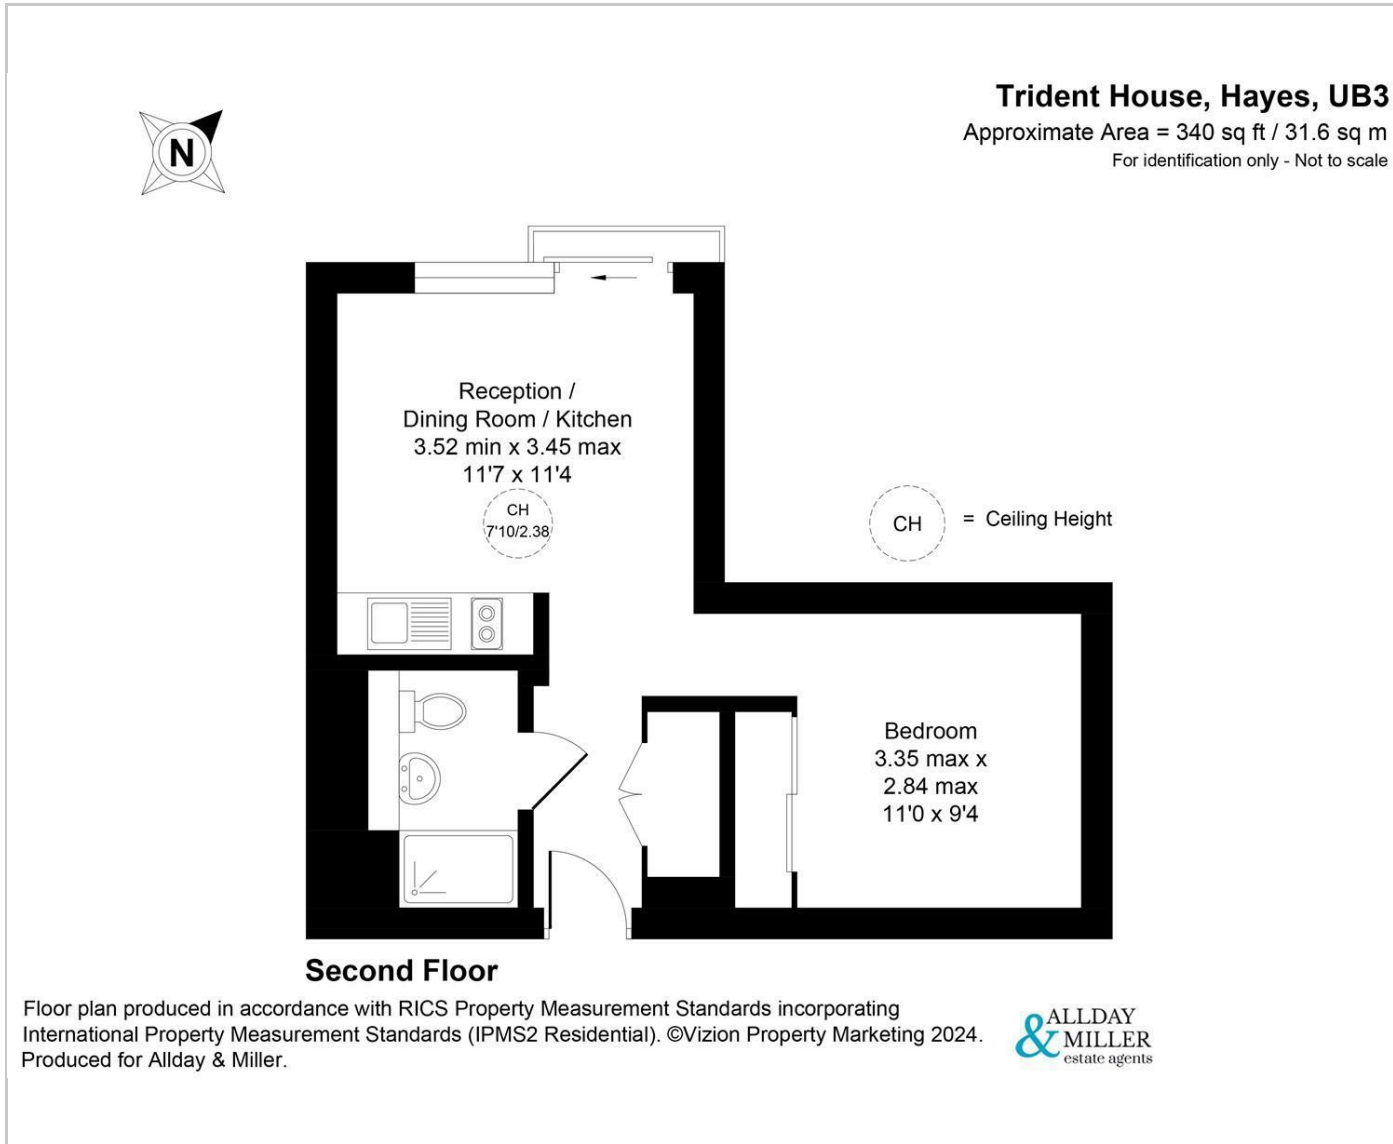 Trident House, Hayes, UB3
Approximate Area = 340 sq ft / 31.6 sq m
For identification only - Not to scale
N
Reception /
Dining Room / Kitchen
3.52 min x 3.45 max
11'7 x 11'4
CH
7'10/2.38
CH
= Ceiling Height
Bedroom
3.35 max x
2.84 max
11'0 x 9'4
Second Floor
Floor plan produced in accordance with RICS Property Measurement Standards incorporating
International Property Measurement Standards (IPMS2 Residential). ©Vizion Property Marketing 2024.
Produced for Allday & Miller.
ALLDAY
& MILLER
estate agents